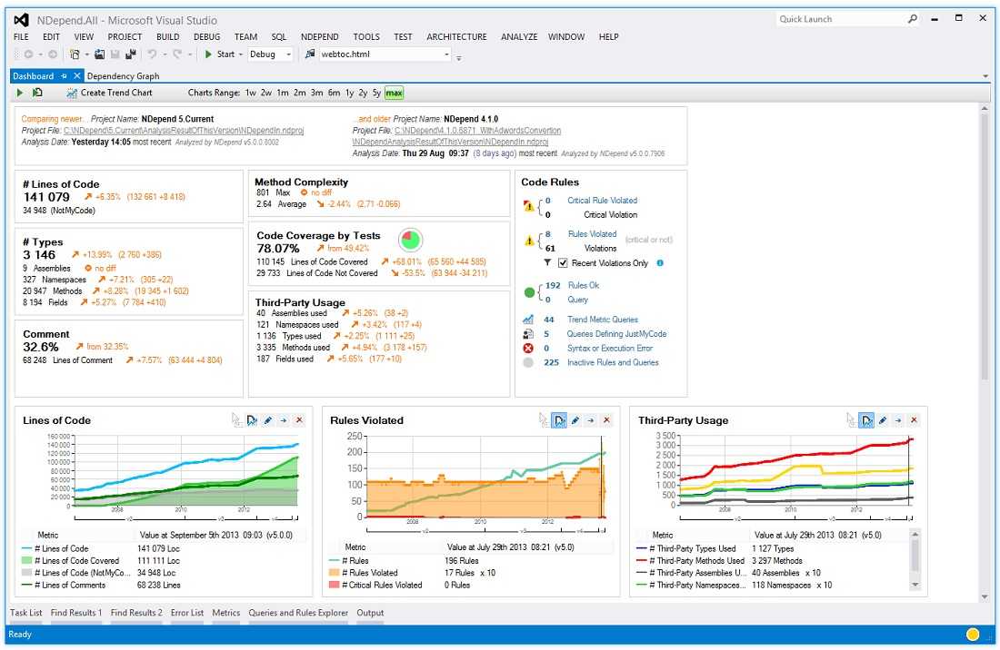 NDepend.All - Microsoft Visual Studio
Quick Launch
FILE EDIT VIEW PROJECT BUILD DEBUG TEAM SQL NDEPEND TOOLS TEST ARCHITECTURE ANALYZE WINDOW HELP
Start Debug webtoc.html
Dashboard Dependency Graph
Create Trend Chart Charts Range: 1w 2w 1m 2m 3m 6m 1y 2y 5y max
Comparing newer... Project Name: NDepend 5.Current
Project File: C:\NDepend\5.Current\AnalysisResultOfThisVersion\NDependIn.ndproj
Analysis Date: Yesterday 14:05 most recent Analyzed by NDepend v5.0.0.8002
...and older Project Name: NDepend 4.1.0
Project File: C:\NDepend\4.1.0.6871_WithAdwordsConvertion
\NDependAnalysisResultOfThisVersion\NDependIn.ndproj
Analysis Date: Thu 29 Aug 09:37 (8 days ago) most recent Analyzed by NDepend v5.0.0.7906
# Lines of Code
141 079 +6.35% (132 661 +8 418)
34 948 (NotMyCode)
# Types
3 146 +13.99% (2 760 +386)
9 Assemblies no diff
327 Namespaces +7.21% (305 +22)
20 947 Methods +8.28% (19 345 +1 602)
8 194 Fields +5.27% (7 784 +410)
Comment
32.6% from 32.35%
68 248 Lines of Comment +7.57% (63 444 +4 804)
Method Complexity
801 Max no diff
2.64 Average -2.44% (2.71 -0.066)
Code Coverage by Tests
78.07% from 49.42%
110 145 Lines of Code Covered +68.01% (65 560 +44 585)
29 733 Lines of Code Not Covered -53.5% (63 944 -34 211)
Third-Party Usage
40 Assemblies used +5.26% (38 +2)
121 Namespaces used +3.42% (117 +4)
1 136 Types used +2.25% (1 111 +25)
3 335 Methods used +4.94% (3 178 +157)
187 Fields used +5.65% (177 +10)
Code Rules
0 Critical Rule Violated
0 Critical Violation
8 Rules Violated
(critical or not)
61 Violations
Recent Violations Only
192 Rules Ok
0 Query
44 Trend Metric Queries
5 Queries Defining JustMyCode
0 Syntax or Execution Error
225 Inactive Rules and Queries
Lines of Code
160 000
140 000
120 000
100 000
80 000
60 000
40 000
20 000
2008 2010 2012
v2 v3 v4
Metric Value at September 5th 2013 09:03 (v5.0.0)
# Lines of Code 141 079 Loc
# Lines of Code Covered 111 111 Loc
# Lines of Code (NotMyCo... 34 948 Loc
# Lines of Comments 68 238 Lines
Rules Violated
250
200
150
100
50
0
2008 2010 2012
v2 v3 v4
Metric Value at July 29th 2013 08:21 (v5.0)
# Rules 196 Rules
# Rules Violated 17 Rules x 10
# Critical Rules Violated 0 Rules
Third-Party Usage
3 500
3 000
2 500
2 000
1 500
1 000
500
0
2008 2010 2012
v2 v3 v4
Metric Value at July 29th 2013 08:21 (v5.0)
# Third-Party Types Used 1 127 Types
# Third-Party Methods Used 3 297 Methods
# Third-Party Assemblies U... 40 Assemblies x 10
# Third-Party Namespaces... 118 Namespaces x 10
Task List Find Results 1 Find Results 2 Error List Metrics Queries and Rules Explorer Output
Ready